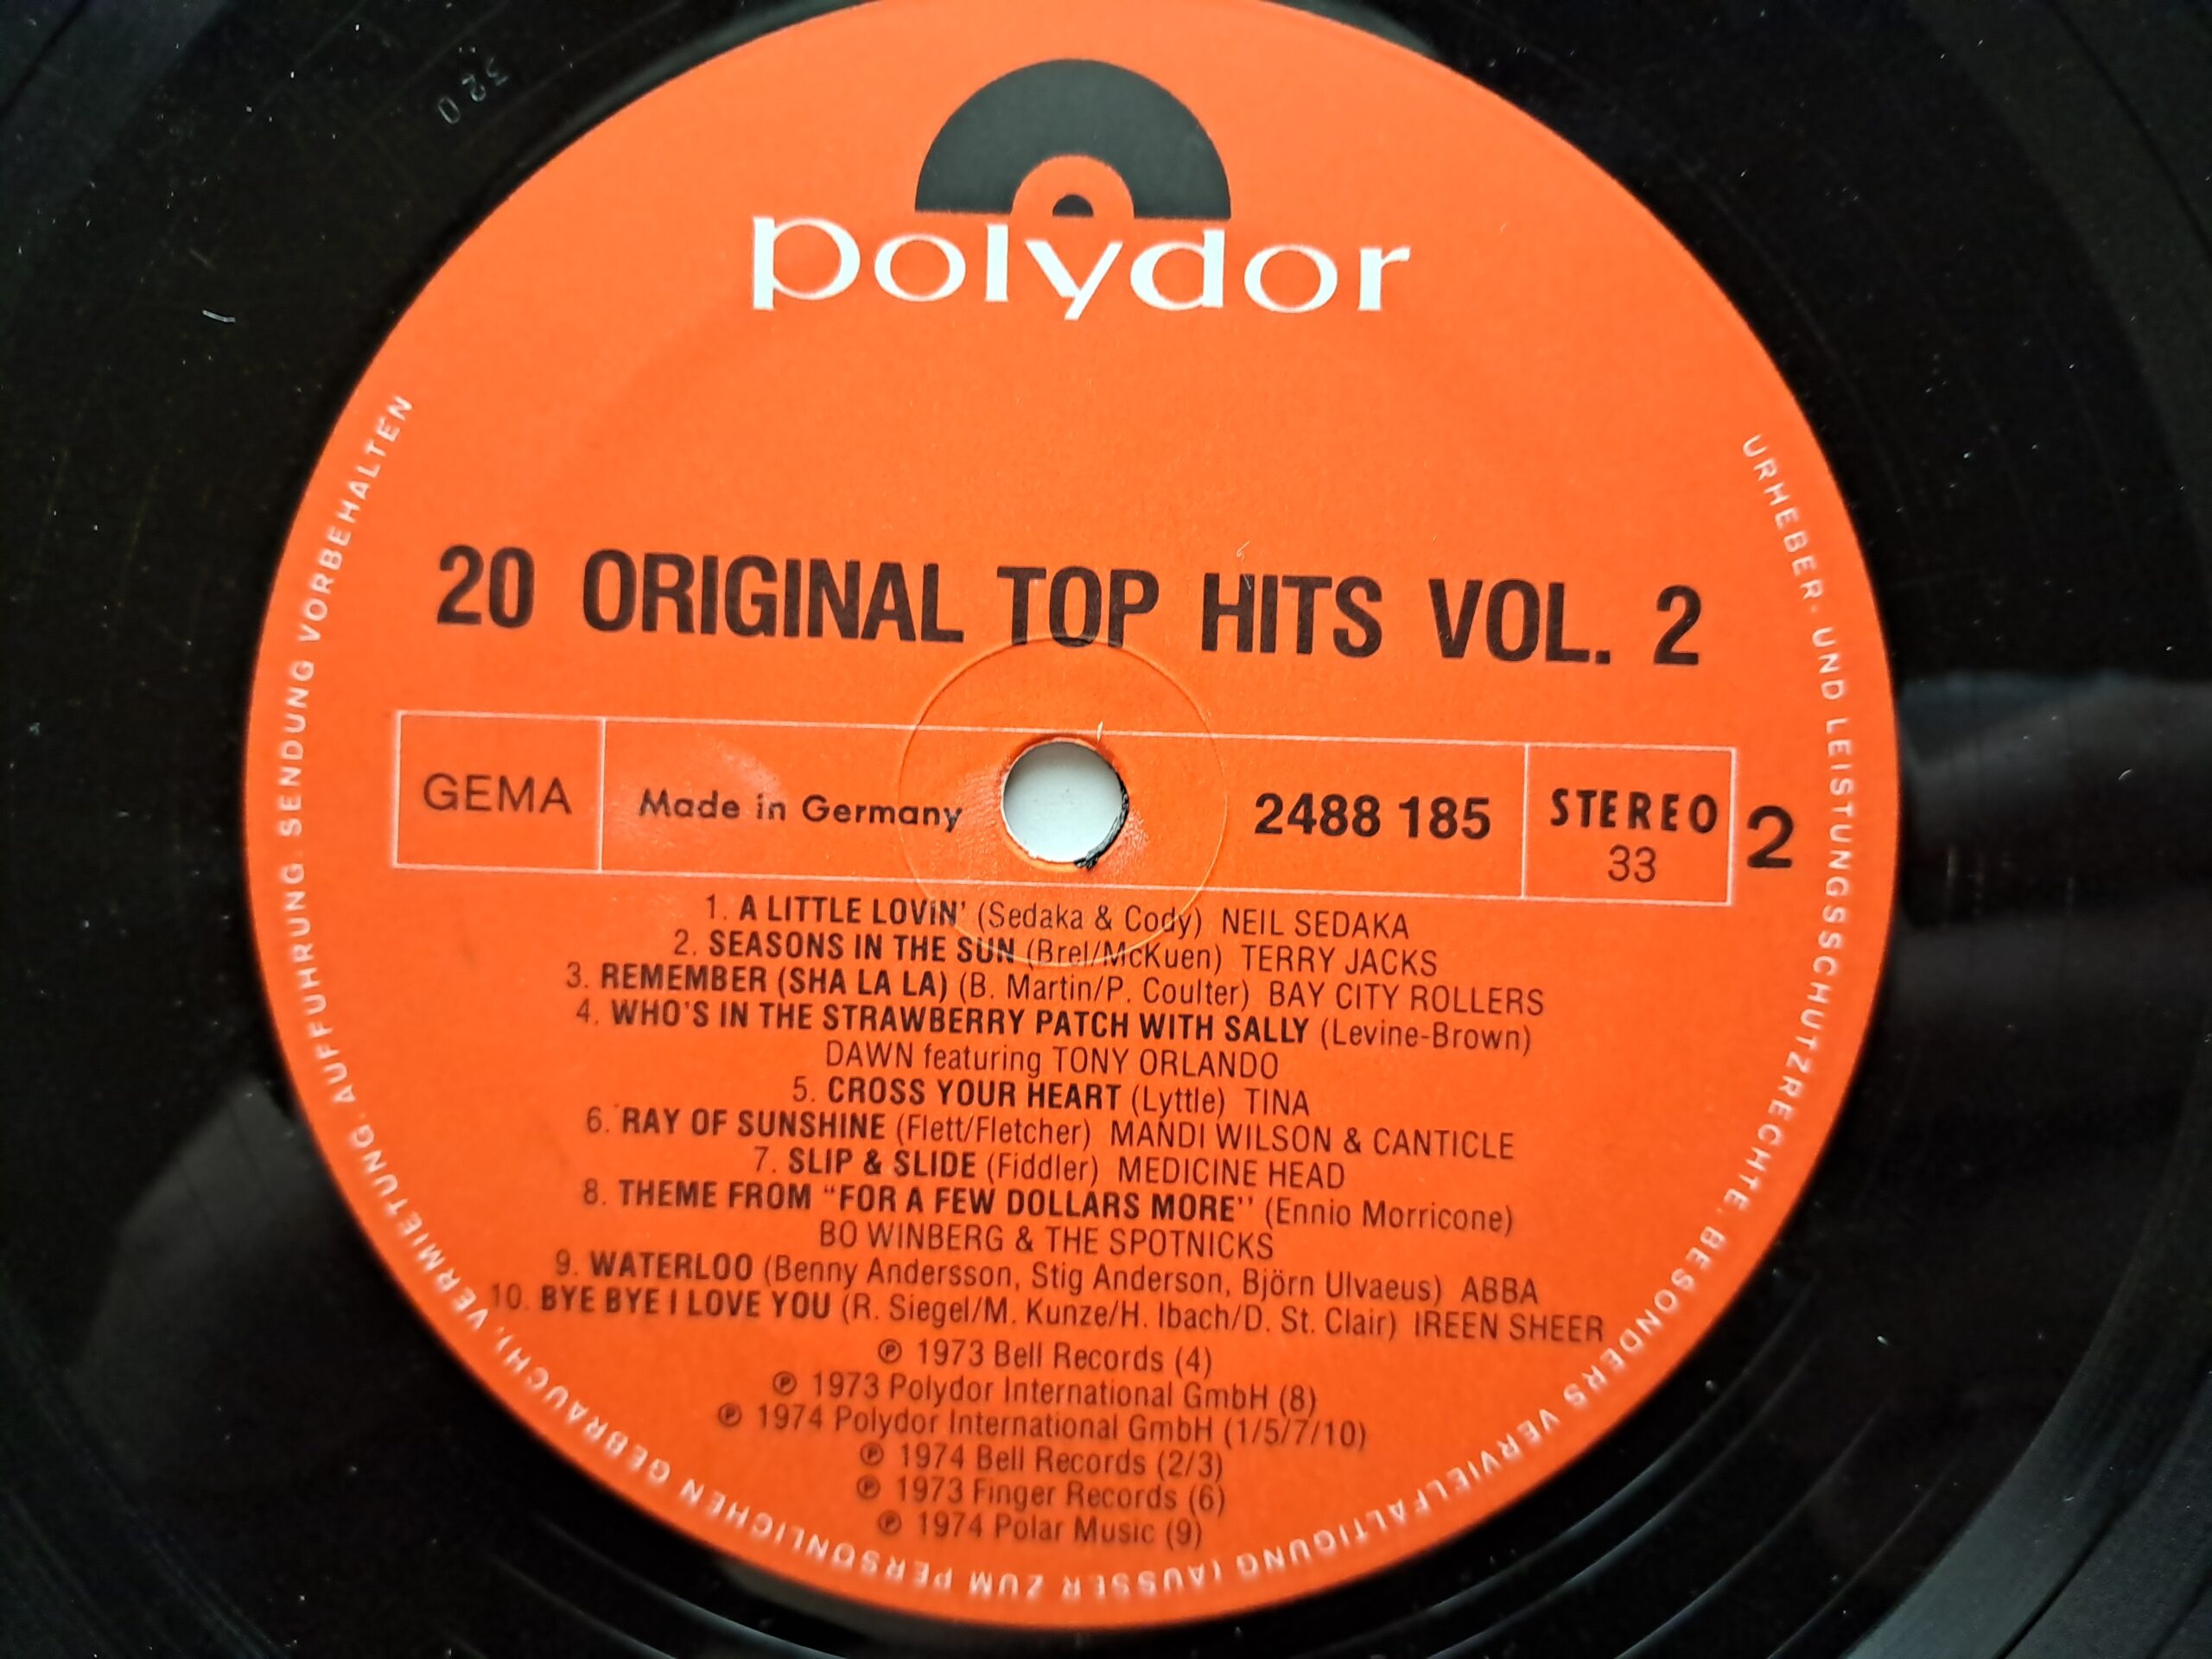 320
polydor
20 ORIGINAL TOP HITS VOL. 2
GEMA
Made in Germany
2488 185
STEREO
33
2
1. A LITTLE LOVIN' (Sedaka & Cody) NEIL SEDAKA
2. SEASONS IN THE SUN (Brel/McKuen) TERRY JACKS
3. REMEMBER (SHA LA LA) (B. Martin/P. Coulter) BAY CITY ROLLERS
4. WHO'S IN THE STRAWBERRY PATCH WITH SALLY (Levine-Brown)
DAWN featuring TONY ORLANDO
5. CROSS YOUR HEART (Lyttle) TINA
6. RAY OF SUNSHINE (Flett/Fletcher) MANDI WILSON & CANTICLE
7. SLIP & SLIDE (Fiddler) MEDICINE HEAD
8. THEME FROM "FOR A FEW DOLLARS MORE" (Ennio Morricone)
BO WINBERG & THE SPOTNICKS
9. WATERLOO (Benny Andersson, Stig Anderson, Björn Ulvaeus) ABBA
10. BYE BYE I LOVE YOU (R. Siegel/M. Kunze/H. Ibach/D. St. Clair) IREEN SHEER
℗ 1973 Bell Records (4)
℗ 1973 Polydor International GmbH (8)
℗ 1974 Polydor International GmbH (1/5/7/10)
℗ 1974 Bell Records (2/3)
℗ 1973 Finger Records (6)
℗ 1974 Polar Music (9)
URHEBER- UND LEISTUNGSSCHUTZRECHTE, BESONDERS VERVIELFÄLTIGUNG (AUSSER ZUM PERSÖNLICHEN GEBRAUCH), VERMIETUNG, AUFFÜHRUNG, SENDUNG VORBEHALTEN